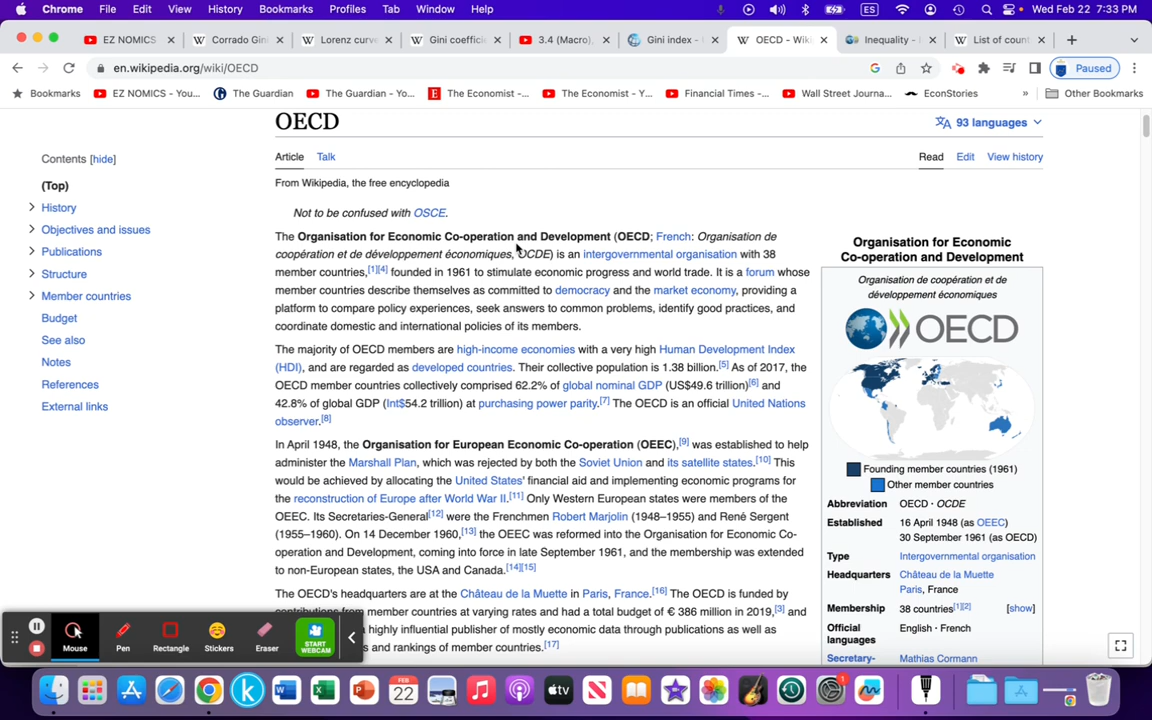 Chrome File Edit View History Bookmarks Profiles Tab Window Help ES Wed Feb 22 7:33 PM
EZ NOMICS Corrado Gin Lorenz curv Gini coeffici 3.4 (Macro), Gini index - OECD - Wiki Inequality - List of coun
en.wikipedia.org/wiki/OECD Paused
Bookmarks EZ NOMICS - You... The Guardian The Guardian - Yo... The Economist -... The Economist - Y... Financial Times -... Wall Street Journa... EconStories » Other Bookmarks
OECD
93 languages
Contents [hide]
Article Talk Read Edit View history
(Top)
History
Objectives and issues
Publications
Structure
Member countries
Budget
See also
Notes
References
External links
From Wikipedia, the free encyclopedia
Not to be confused with OSCE.
The Organisation for Economic Co-operation and Development (OECD; French: Organisation de
coopération et de développement économiques, OCDE) is an intergovernmental organisation with 38
member countries,[1][4] founded in 1961 to stimulate economic progress and world trade. It is a forum whose
member countries describe themselves as committed to democracy and the market economy, providing a
platform to compare policy experiences, seek answers to common problems, identify good practices, and
coordinate domestic and international policies of its members.
The majority of OECD members are high-income economies with a very high Human Development Index
(HDI), and are regarded as developed countries. Their collective population is 1.38 billion.[5] As of 2017, the
OECD member countries collectively comprised 62.2% of global nominal GDP (US$49.6 trillion)[6] and
42.8% of global GDP (Int$54.2 trillion) at purchasing power parity.[7] The OECD is an official United Nations
observer.[8]
In April 1948, the Organisation for European Economic Co-operation (OEEC),[9] was established to help
administer the Marshall Plan, which was rejected by both the Soviet Union and its satellite states.[10] This
would be achieved by allocating the United States' financial aid and implementing economic programs for
the reconstruction of Europe after World War II.[11] Only Western European states were members of the
OEEC. Its Secretaries-General[12] were the Frenchmen Robert Marjolin (1948–1955) and René Sergent
(1955–1960). On 14 December 1960,[13] the OEEC was reformed into the Organisation for Economic Co-
operation and Development, coming into force in late September 1961, and the membership was extended
to non-European states, the USA and Canada.[14][15]
The OECD's headquarters are at the Château de la Muette in Paris, France.[16] The OECD is funded by
member countries at varying rates and had a total budget of € 386 million in 2019,[3] and
a highly influential publisher of mostly economic data through publications as well as
and rankings of member countries.[17]
Organisation for Economic
Co-operation and Development
Organisation de coopération et de
développement économiques
OECD
Founding member countries (1961)
Other member countries
Abbreviation OECD · OCDE
Established 16 April 1948 (as OEEC)
30 September 1961 (as OECD)
Type Intergovernmental organisation
Headquarters Château de la Muette
Paris, France
Membership 38 countries[1][2] [show]
Official English · French
languages
Secretary- Mathias Cormann
Mouse Pen Rectangle Stickers Eraser START
WEBCAM
FEB
22